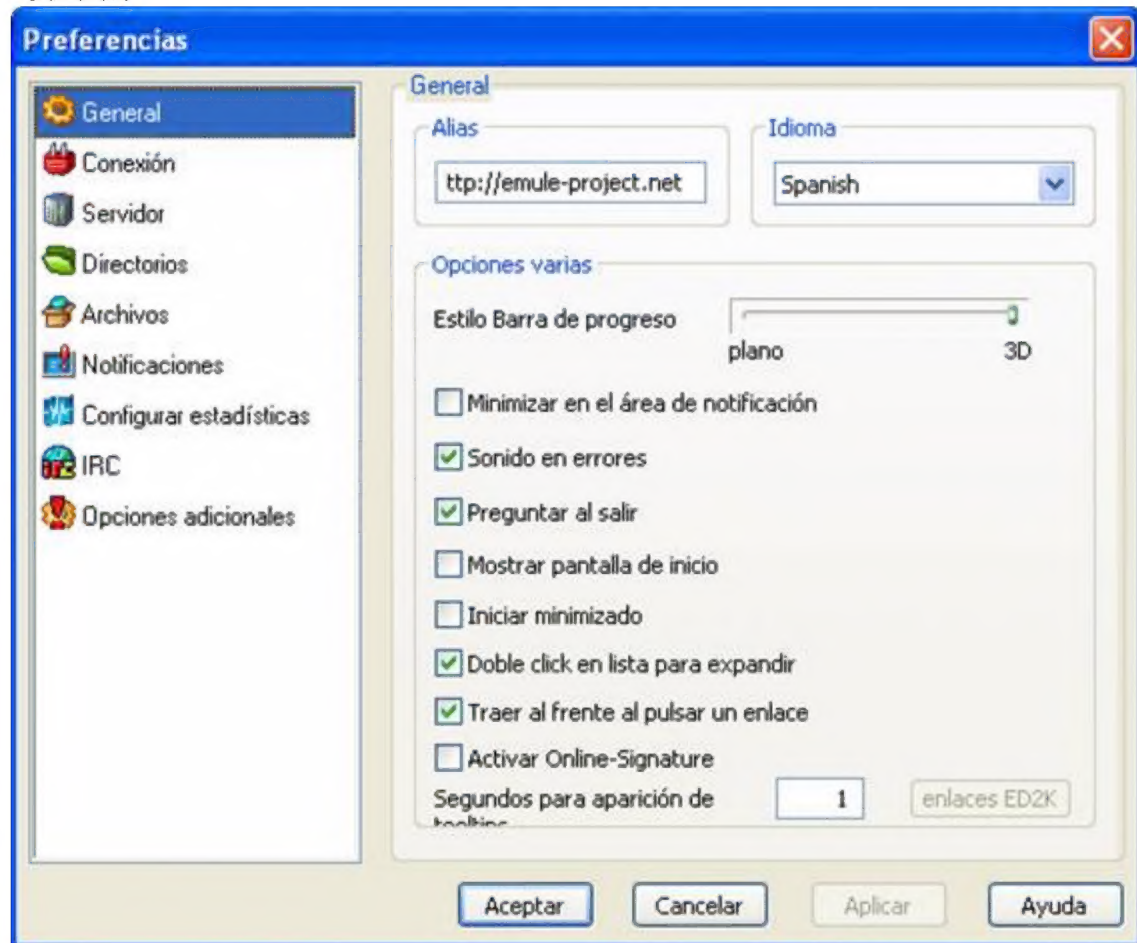 Preferencias
General
Conexión
Servidor
Directorios
Archivos
Notificaciones
Configurar estadísticas
IRC
Opciones adicionales
General
Alias
Idioma
ttp://emule-project.net
Spanish
Opciones varias
Estilo Barra de progreso
plano
3D
Minimizar en el área de notificación
Sonido en errores
Preguntar al salir
Mostrar pantalla de inicio
Iniciar minimizado
Doble click en lista para expandir
Traer al frente al pulsar un enlace
Activar Online-Signature
Segundos para aparición de
tooltips
1
enlaces ED2K
Aceptar
Cancelar
Aplicar
Ayuda